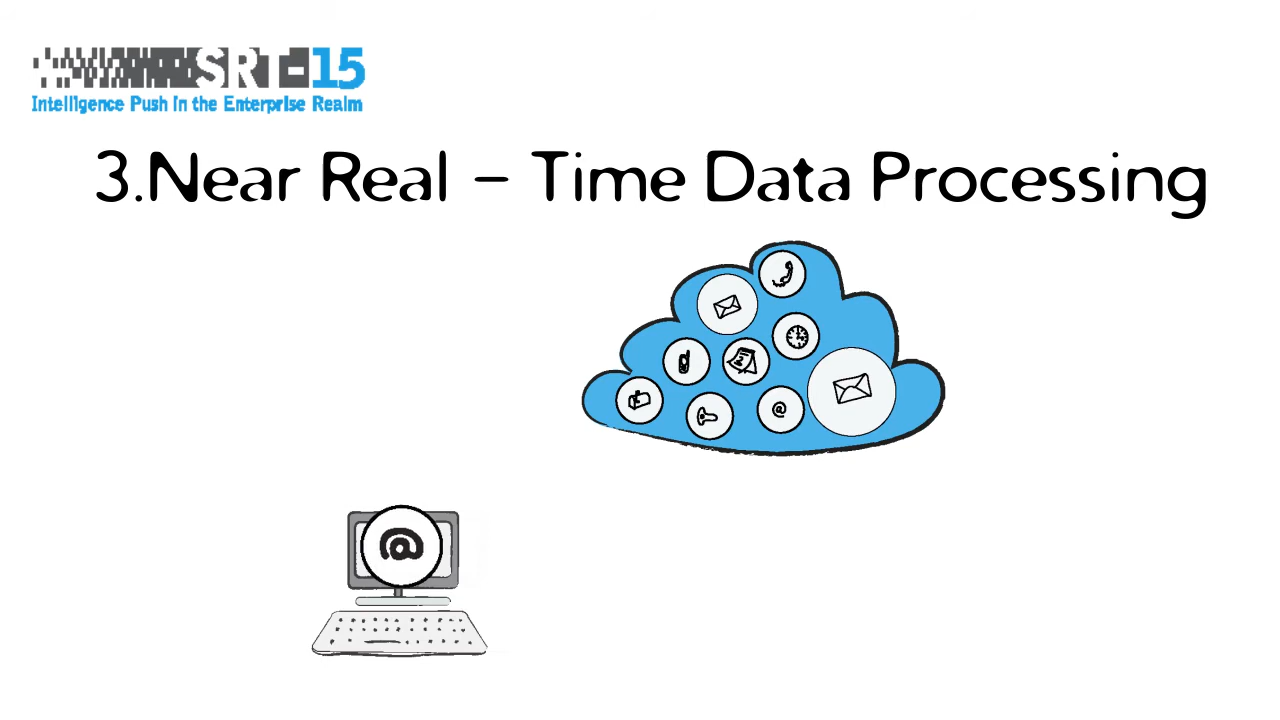 SRT-15
Intelligence Push in the Enterprise Realm
3.Near Real - Time Data Processing
@
@